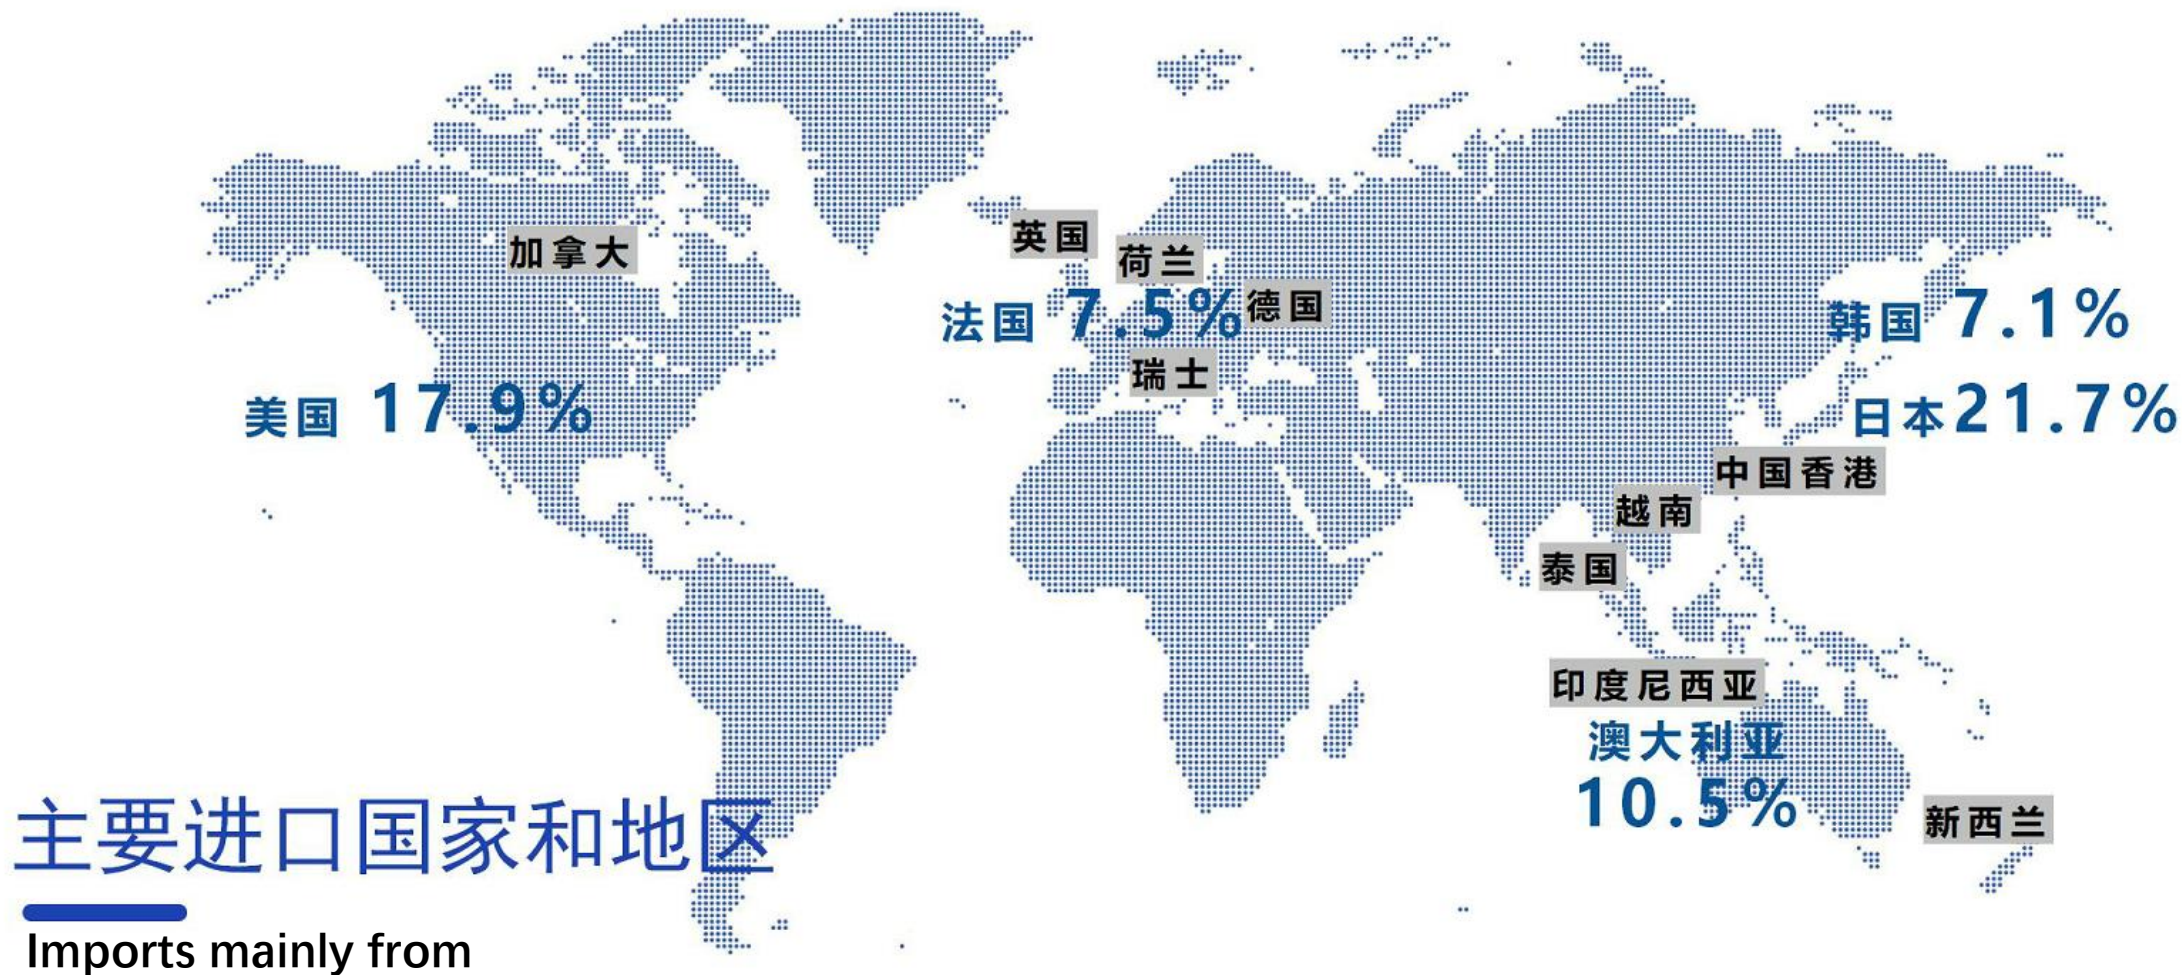 英国
加拿大
荷兰
法国 7.5%
德国
韩国 7.1%
瑞士
美国 17.9%
日本21.7%
中国香港
越南
泰国
印度尼西亚
澳大利亚
10.5%
新西兰
主要进口国家和地区
Imports mainly from